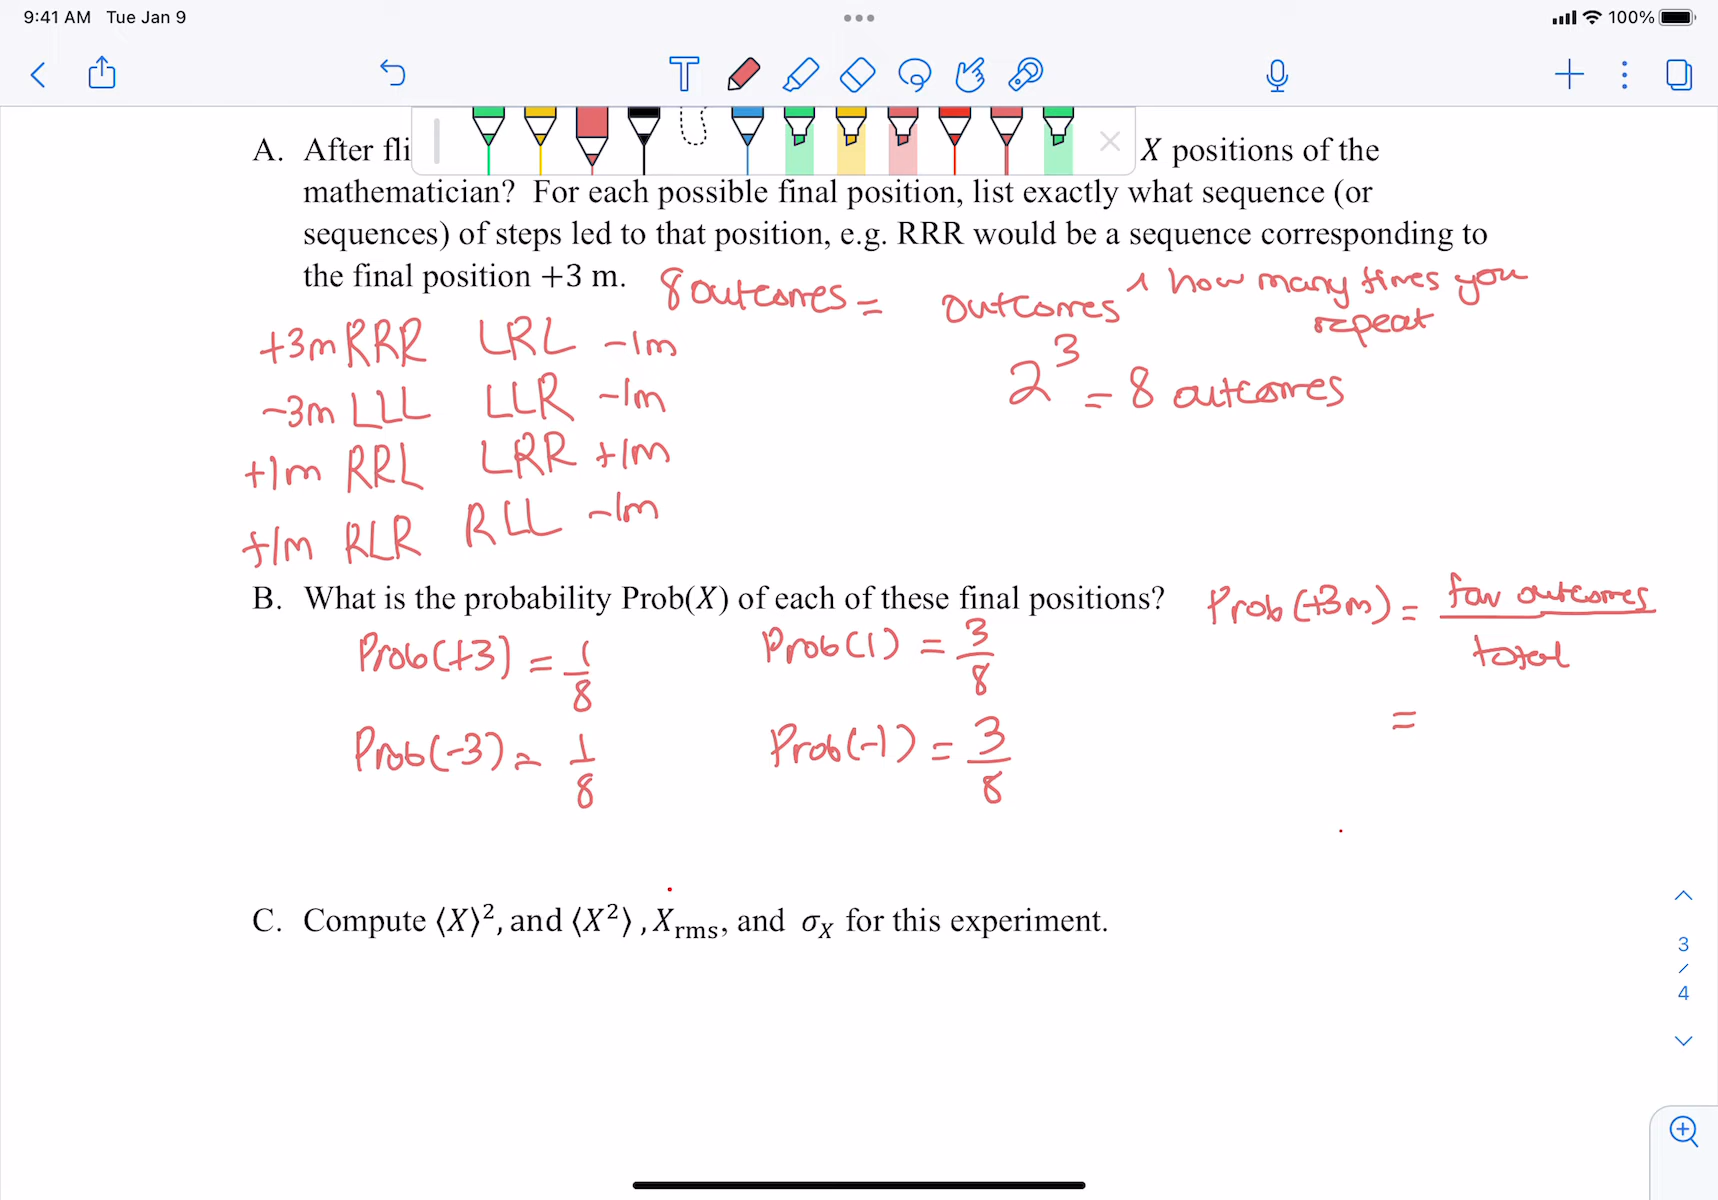 9:41 AM Tue Jan 9
100%
A. After fli X positions of the
mathematician? For each possible final position, list exactly what sequence (or
sequences) of steps led to that position, e.g. RRR would be a sequence corresponding to
the final position +3 m.
8 outcomes = outcomes ^ how many times you
repeat
+3m RRR LRL -1m
2³ = 8 outcomes
-3m LLL LLR -1m
+1m RRL LRR +1m
+1m RLR RLL -1m
B. What is the probability Prob(X) of each of these final positions?
Prob(+3m) = fav outcomes / total
=
Prob(+3) = 1/8 Prob(1) = 3/8
Prob(-3) = 1/8 Prob(-1) = 3/8
C. Compute ⟨X⟩², and ⟨X²⟩, X_rms, and σ_X for this experiment.
3
/
4